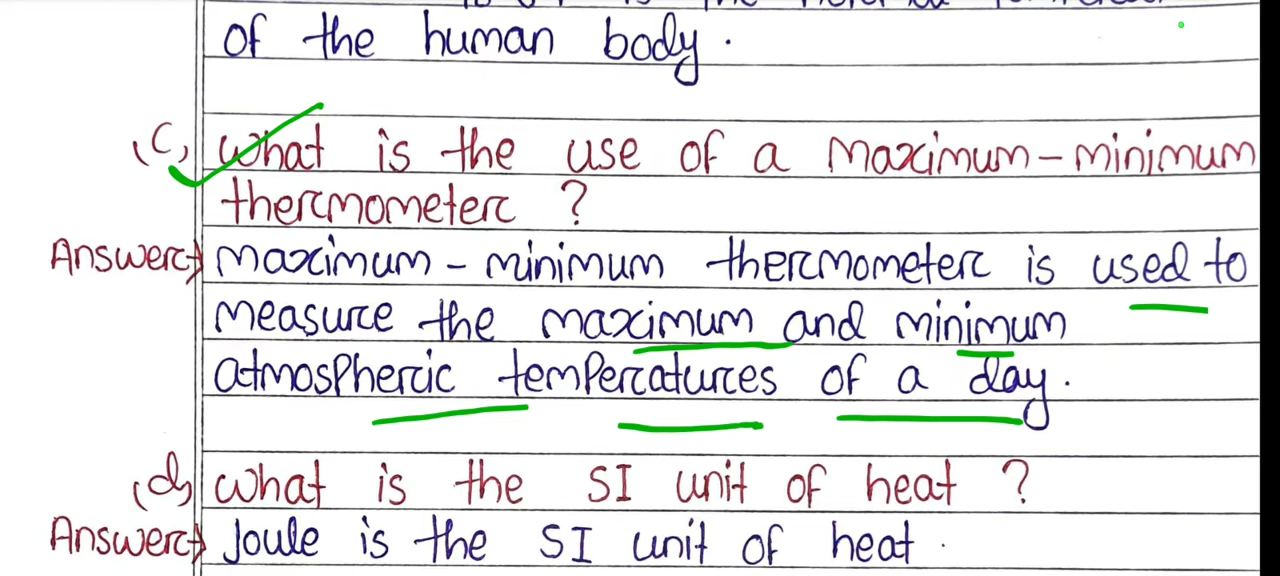 of the human body.
(c) What is the use of a maximum-minimum
thermometer ?
Answer→ maximum-minimum thermometer is used to
measure the maximum and minimum
atmospheric temperatures of a day.
(d) What is the SI unit of heat ?
Answer→ Joule is the SI unit of heat.